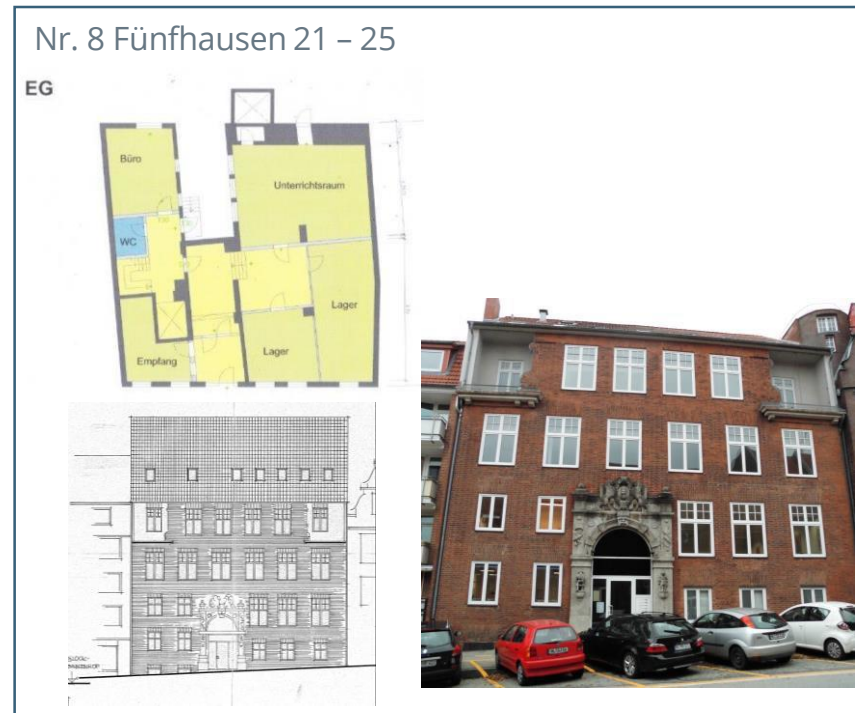 Nr. 8 Fünfhausen 21 – 25
EG
Büro
Unterrichtsraum
WC
Lager
Lager
Empfang